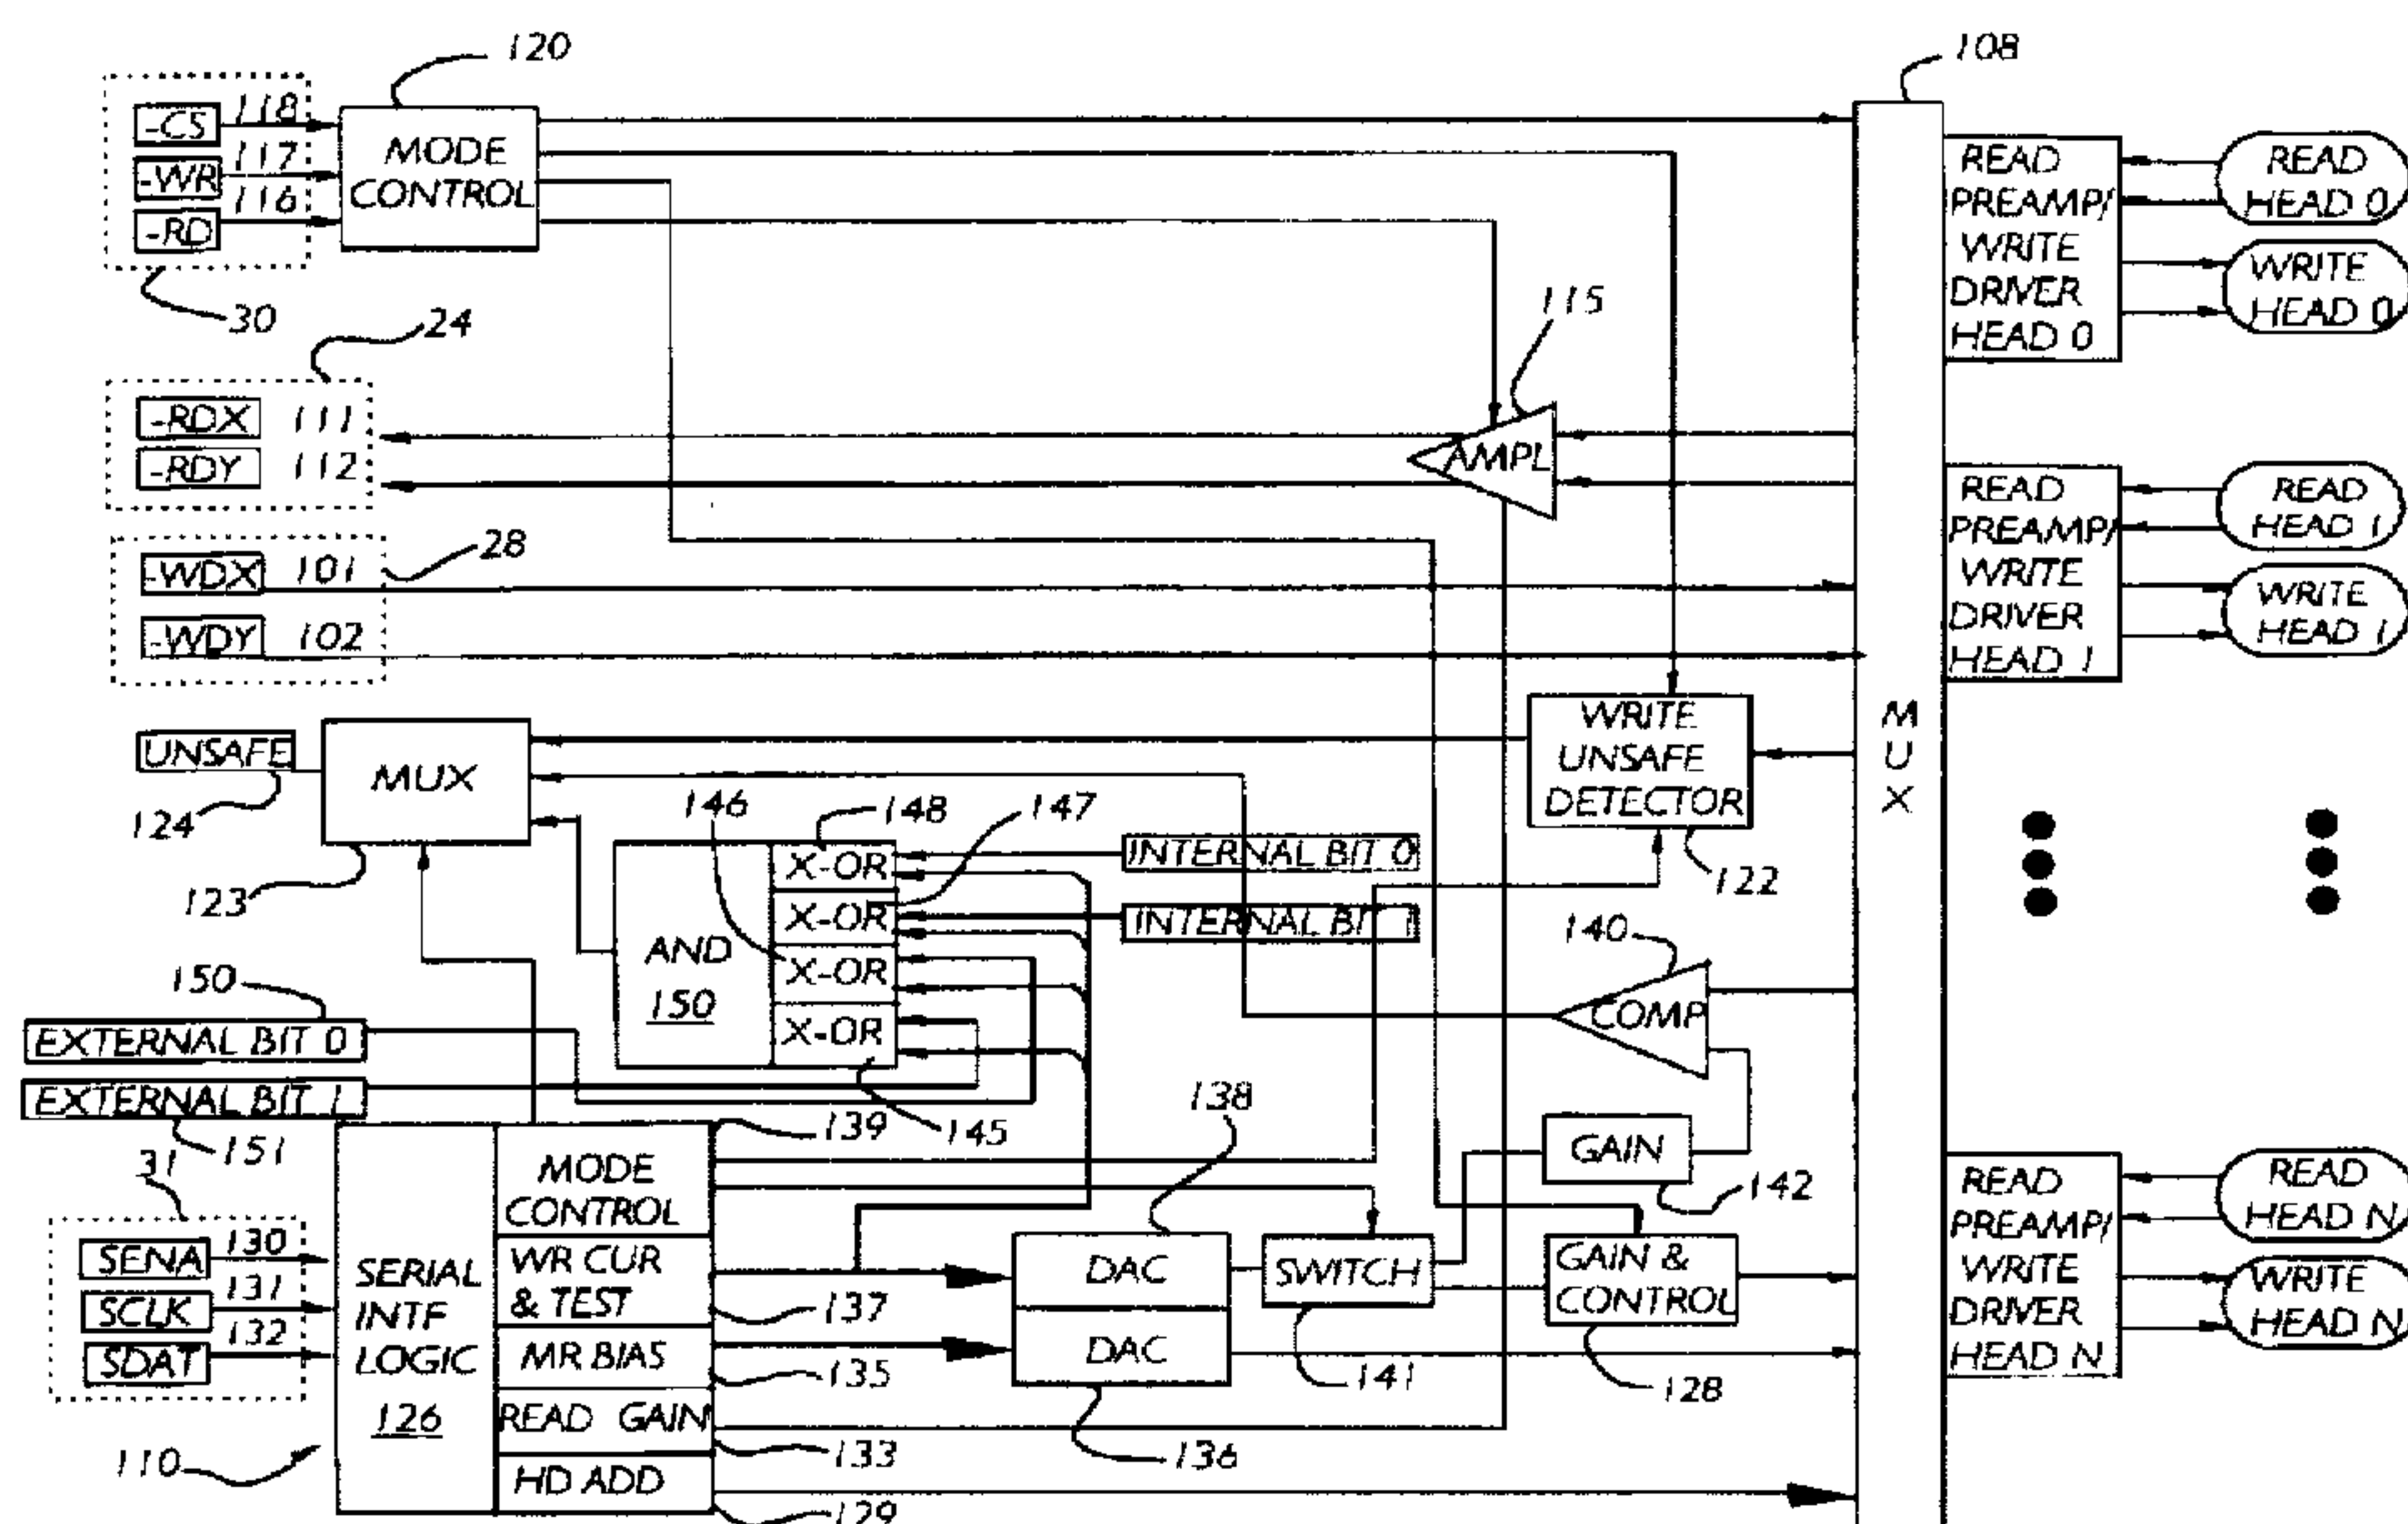 120
108
-CS 118
-WR 117
-RD 116
MODE
CONTROL
30
24
-RDX 111
-RDY 112
28
-WDX 101
-WDY 102
115
AMPL
READ
PREAMP/
WRITE
DRIVER
HEAD 0
READ
HEAD 0
WRITE
HEAD 0
READ
PREAMP/
WRITE
DRIVER
HEAD 1
READ
HEAD 1
WRITE
HEAD 1
M
U
X
UNSAFE
124
MUX
123
WRITE
UNSAFE
DETECTOR
122
146
148
147
AND
150
X-OR
X-OR
X-OR
X-OR
145
INTERNAL BIT 0
INTERNAL BIT 1
140
COMP
150
EXTERNAL BIT 0
EXTERNAL BIT 1
151
31
SENA 130
SCLK 131
SDAT 132
110
SERIAL
INTF
LOGIC
126
139
MODE
CONTROL
WR CUR
& TEST
137
MR BIAS
135
READ GAIN
133
HD ADD
129
138
DAC
DAC
136
SWITCH
141
GAIN
142
GAIN &
CONTROL
128
READ
PREAMP/
WRITE
DRIVER
HEAD N
READ
HEAD N
WRITE
HEAD N